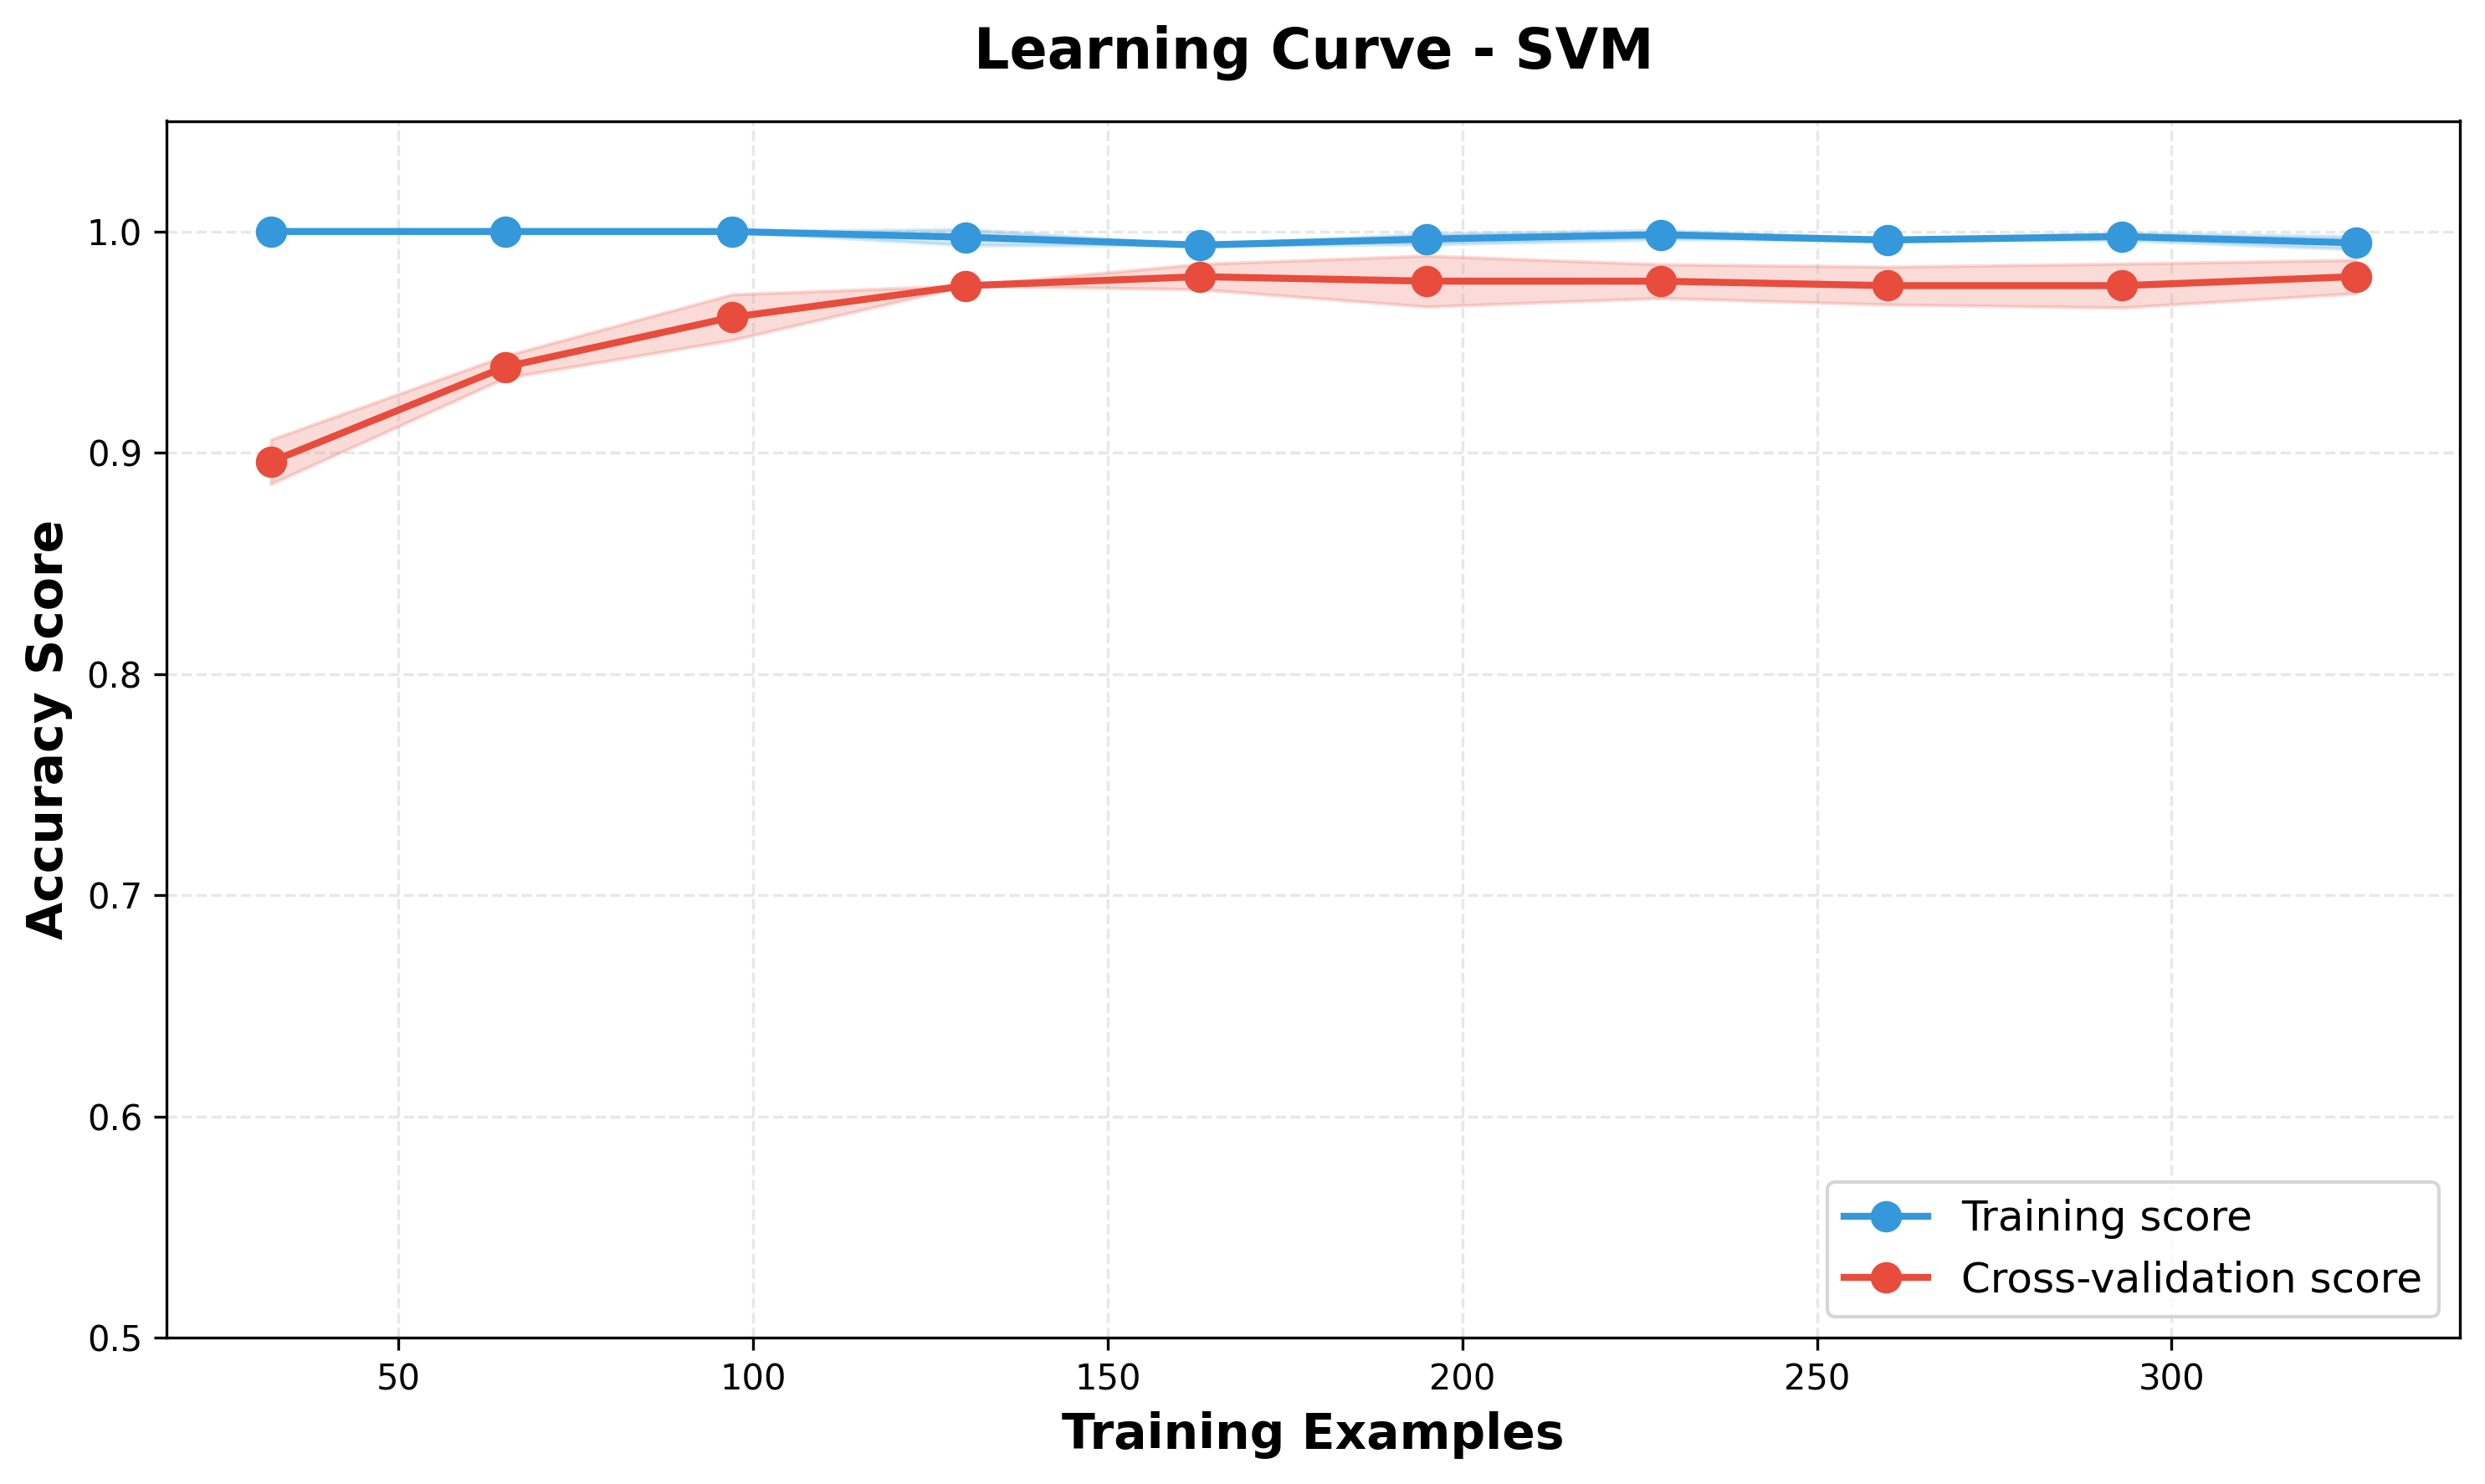 Learning Curve - SVM
Accuracy Score
1.0
0.9
0.8
0.7
0.6
0.5
50 100 150 200 250 300
Training Examples
Training score
Cross-validation score